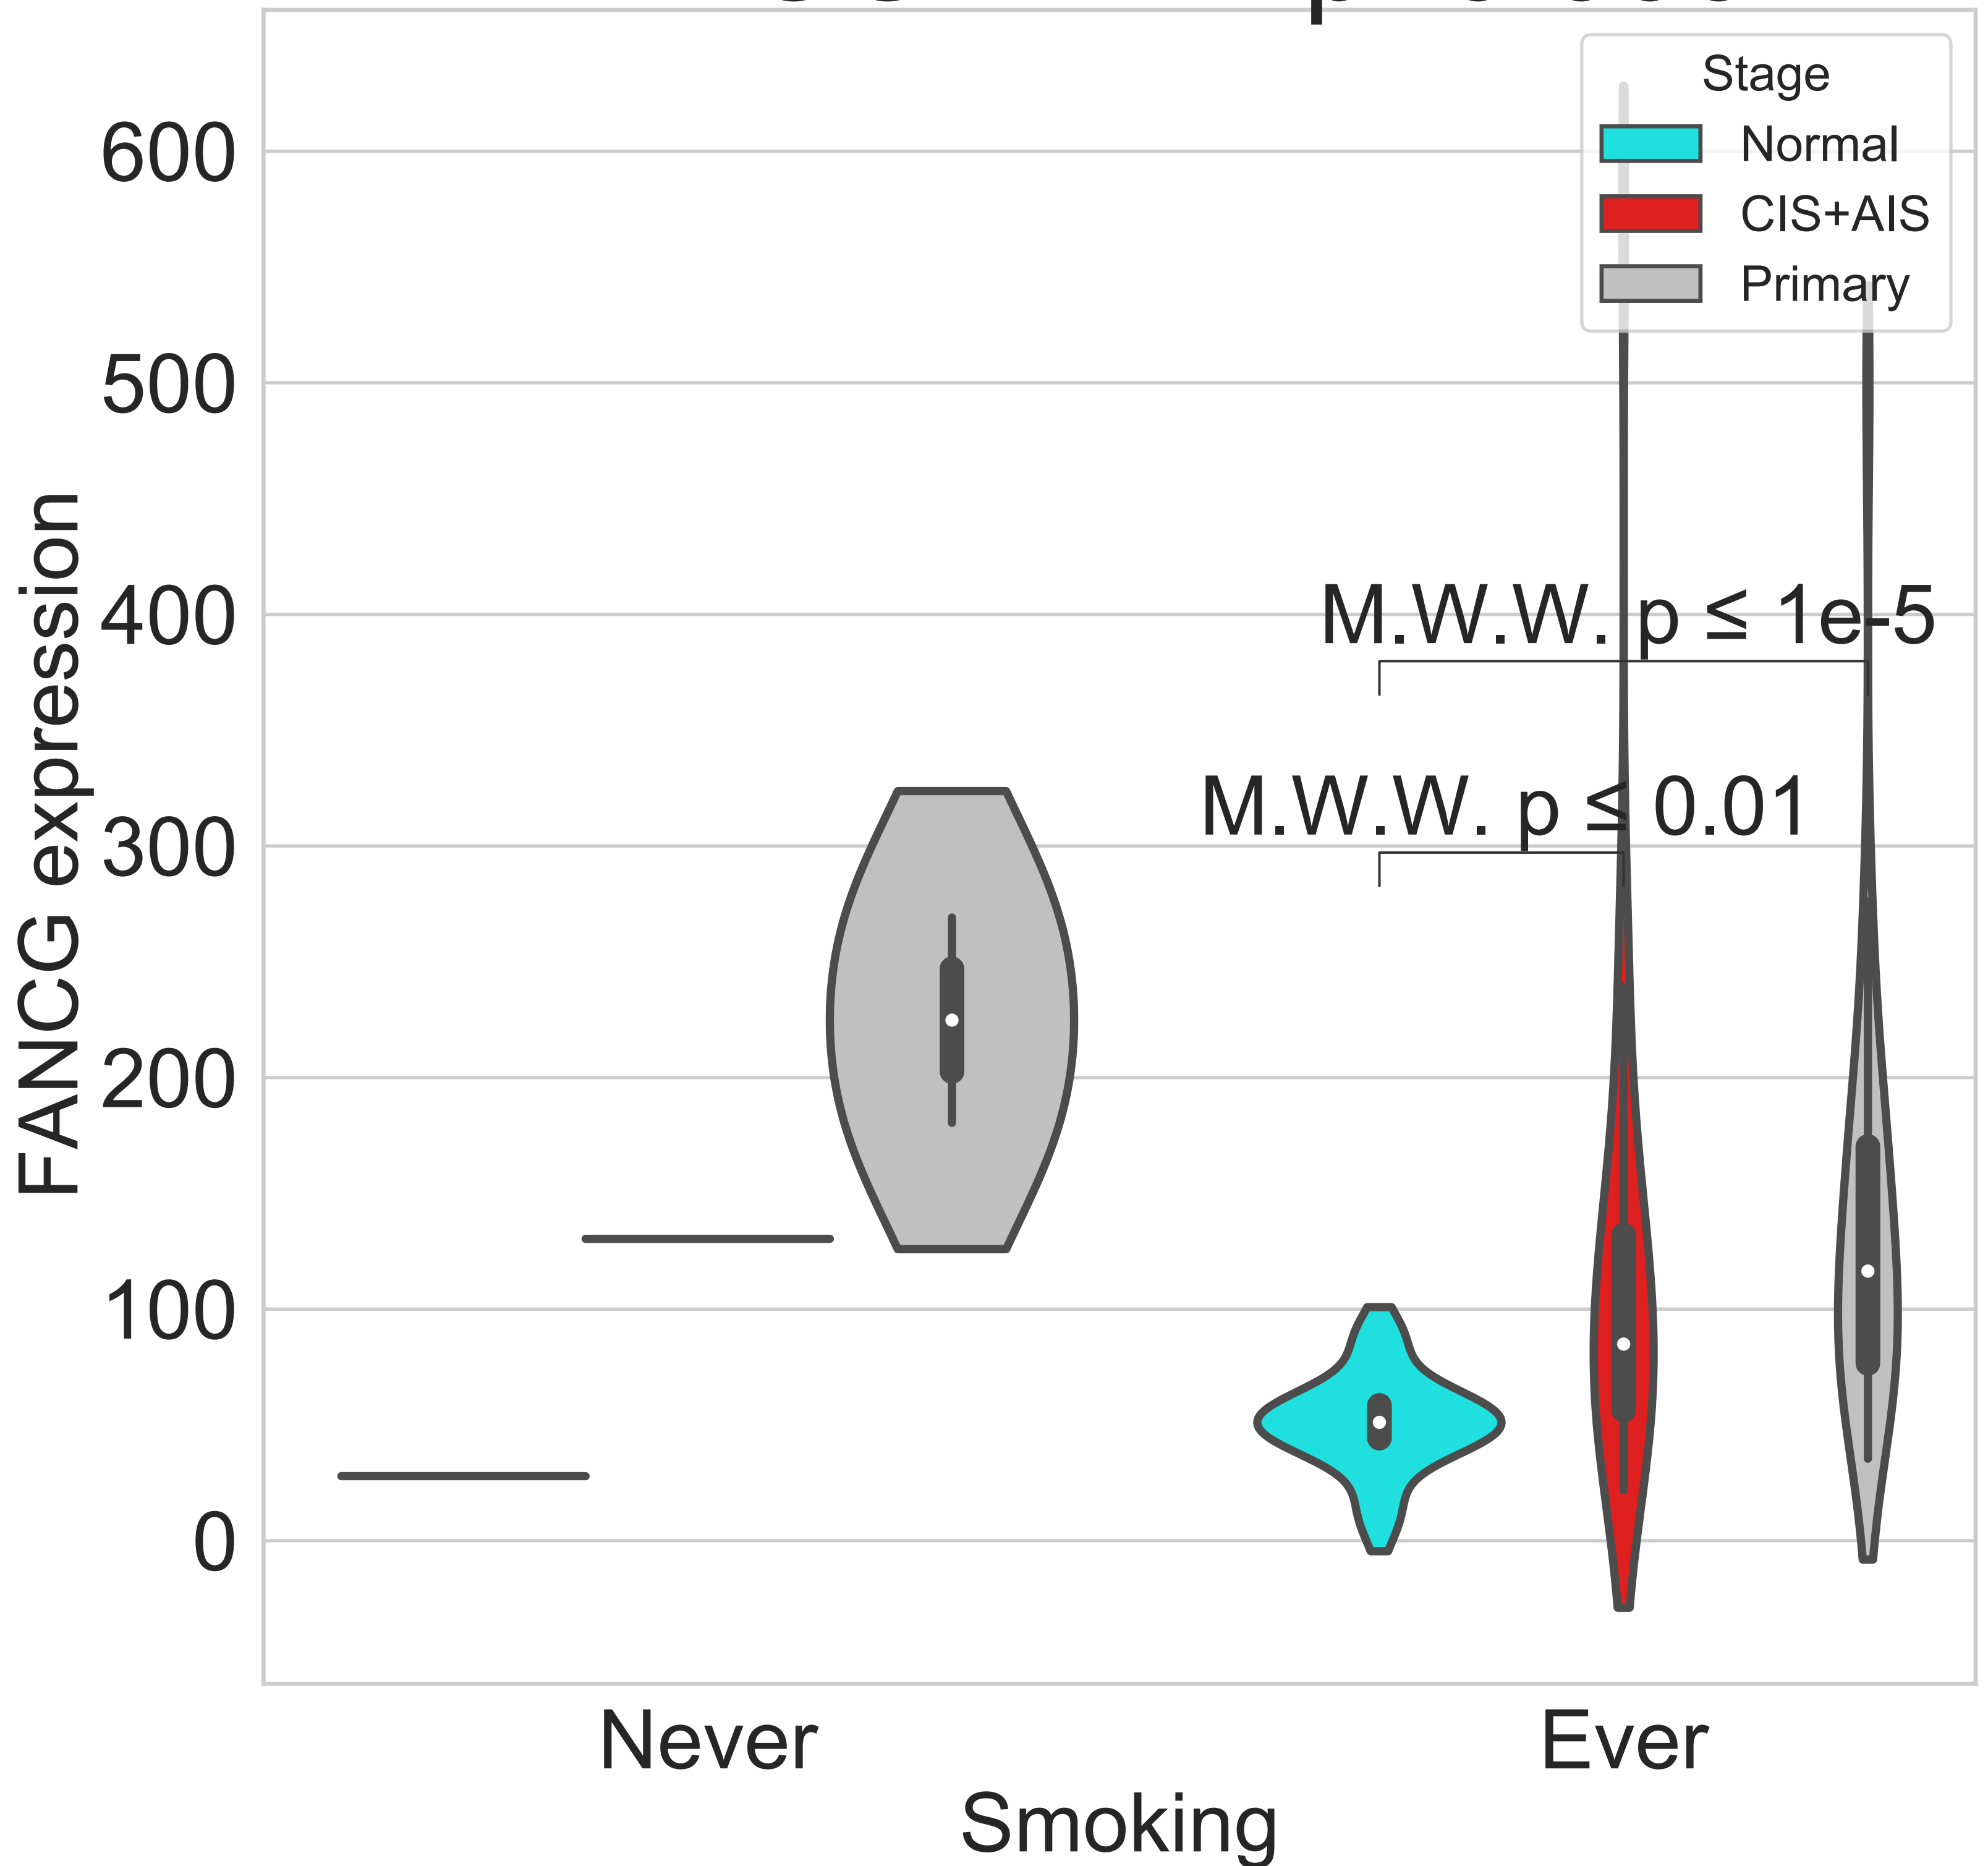 Stage
Normal
CIS+AIS
Primary
600
500
400
300
200
100
0
FANCG expression
M.W.W. p ≤ 1e-5
M.W.W. p ≤ 0.01
Never
Ever
Smoking